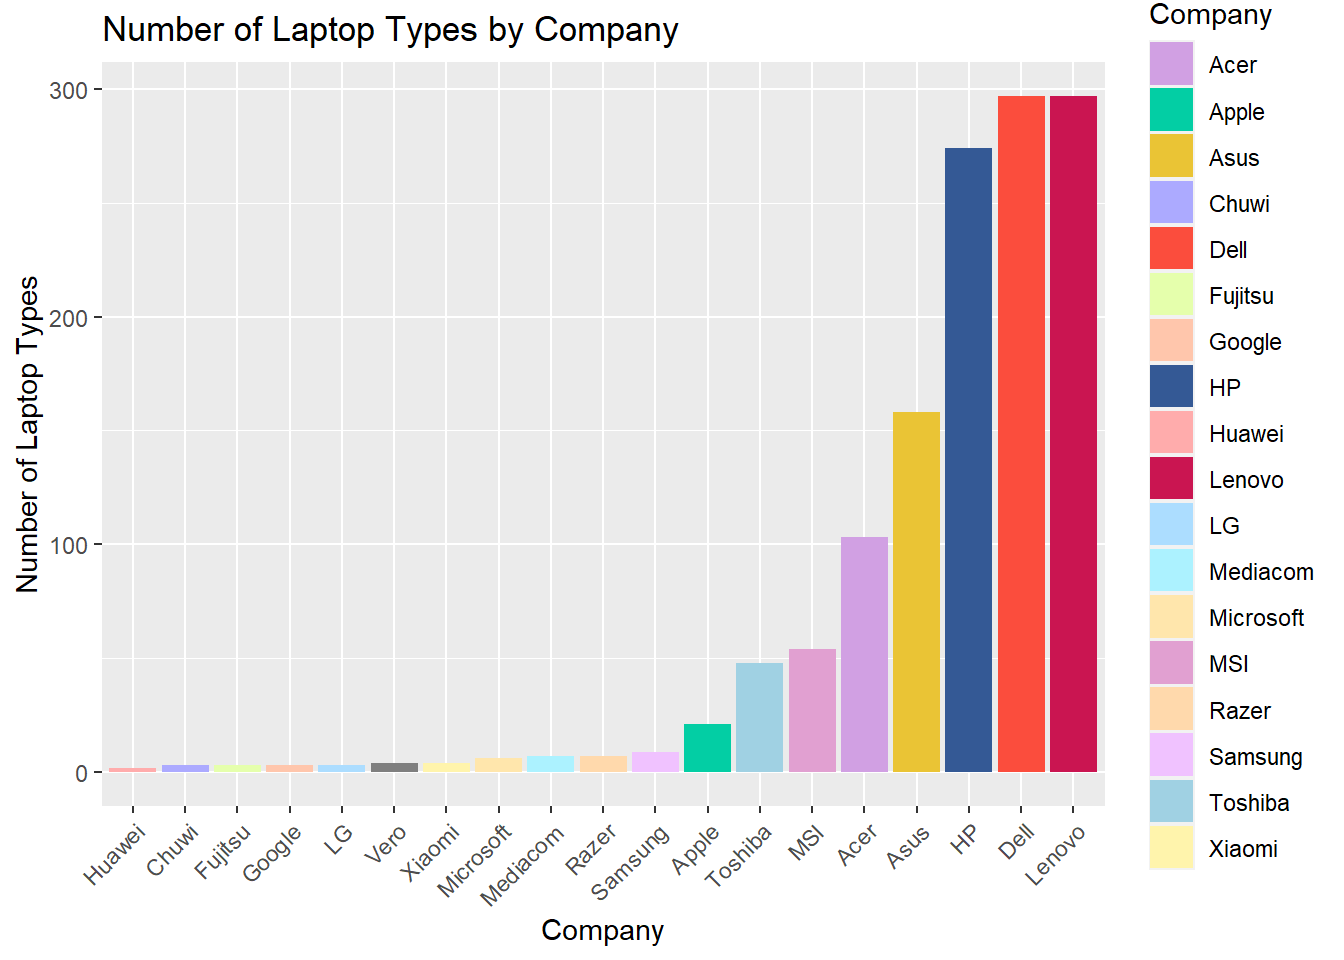 Number of Laptop Types by Company
Number of Laptop Types
300
200
100
0
Huawei
Chuwi
Fujitsu
Google
LG
Vero
Xiaomi
Microsoft
Mediacom
Razer
Samsung
Apple
Toshiba
MSI
Acer
Asus
HP
Dell
Lenovo
Company
Company
Acer
Apple
Asus
Chuwi
Dell
Fujitsu
Google
HP
Huawei
Lenovo
LG
Mediacom
Microsoft
MSI
Razer
Samsung
Toshiba
Xiaomi